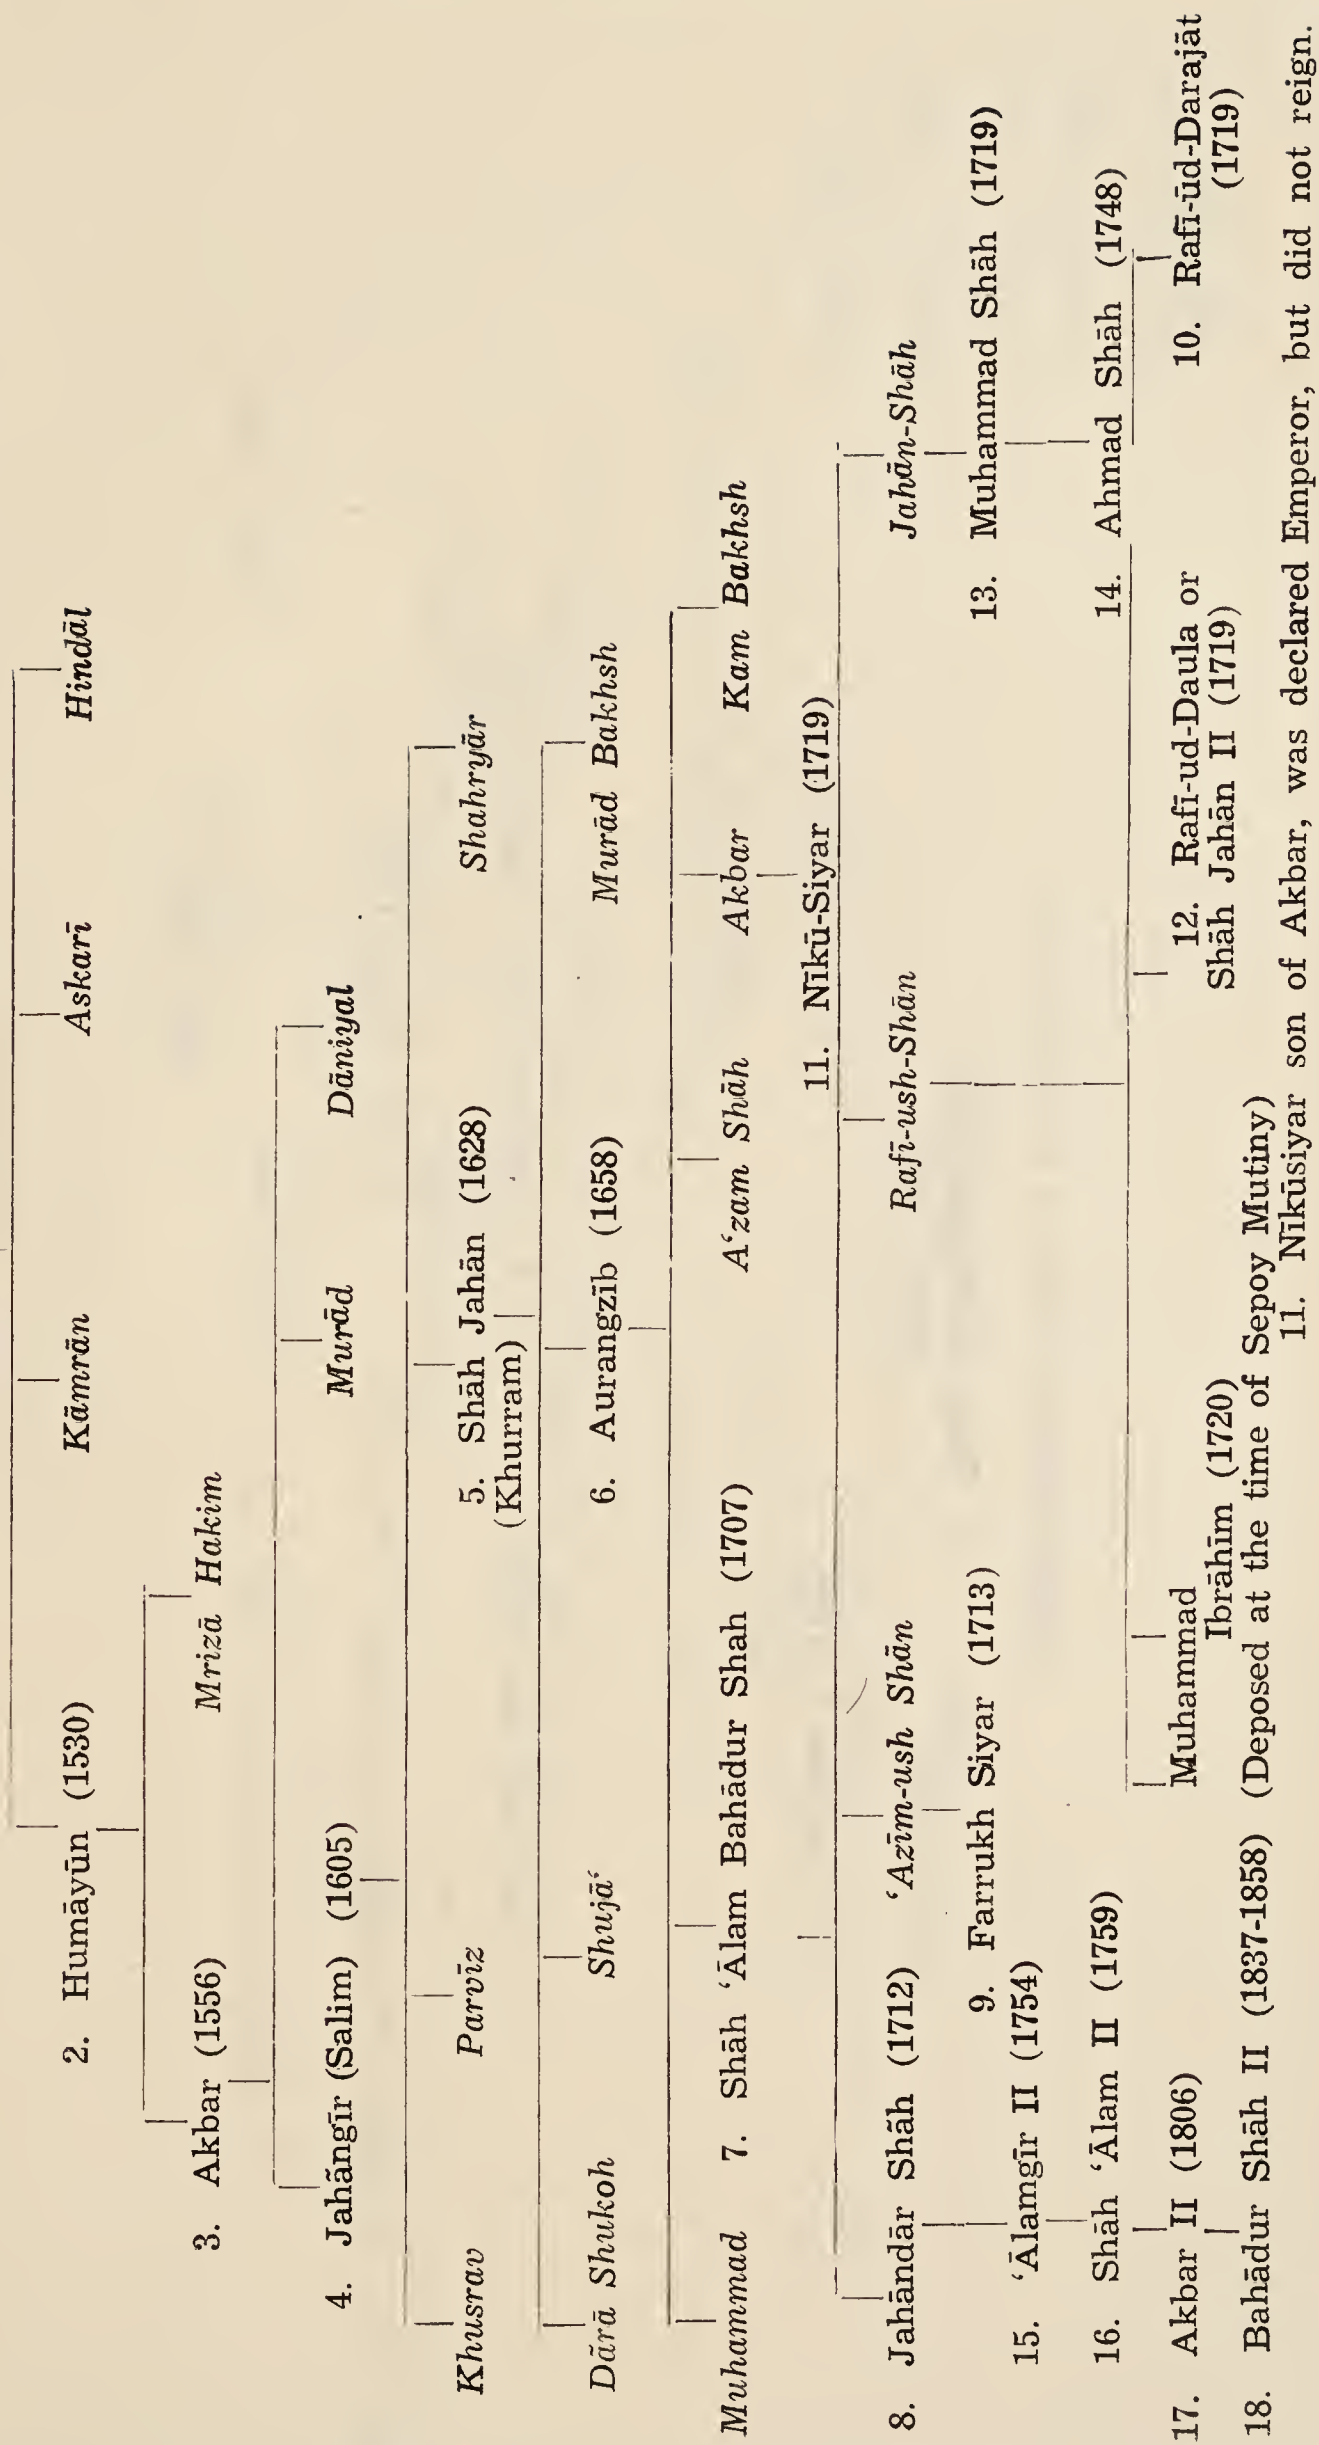 2. Humāyūn (1530) Kāmrān Askarī Hindāl
3. Akbar (1556) Mrizā Hakim
4. Jahāngīr (Salim) (1605) Murād Dāniyal
Khusrav Parvīz 5. Shāh Jahān (1628) Shahryār
(Khurram)
Dārā Shukoh Shujā‘ 6. Aurangzīb (1658) Murād Bakhsh
Muhammad 7. Shāh ‘Ālam Bahādur Shah (1707) A‘zam Shāh Akbar Kam Bakhsh
11. Nīkū-Siyar (1719)
8. Jahāndār Shāh (1712) ‘Azīm-ush Shān Rafī-ush-Shān Jahān-Shāh
9. Farrukh Siyar (1713) 13. Muhammad Shāh (1719)
15. ‘Ālamgīr II (1754)
16. Shāh ‘Ālam II (1759) 14. Ahmad Shāh (1748)
17. Akbar II (1806) Muhammad 12. Rafī-ud-Daula or 10. Rafī-ūd-Darajāt
Ibrāhīm (1720) Shāh Jahān II (1719) (1719)
18. Bahādur Shāh II (1837-1858) (Deposed at the time of Sepoy Mutiny)
11. Nīkūsiyar son of Akbar, was declared Emperor, but did not reign.